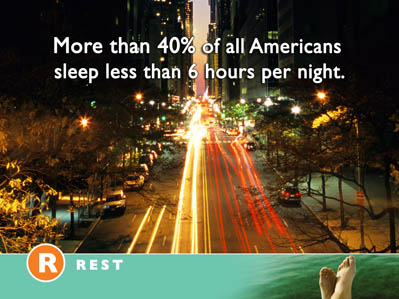 More than 40% of all Americans
sleep less than 6 hours per night.
R REST